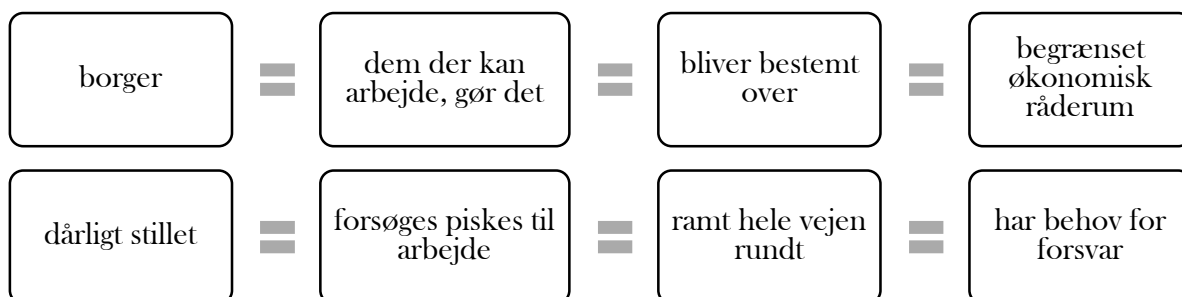 borger
dem der kan
arbejde, gør det
bliver bestemt
over
begrænset
økonomisk
råderum
dårligt stillet
forsøges piskes til
arbejde
ramt hele vejen
rundt
har behov for
forsvar